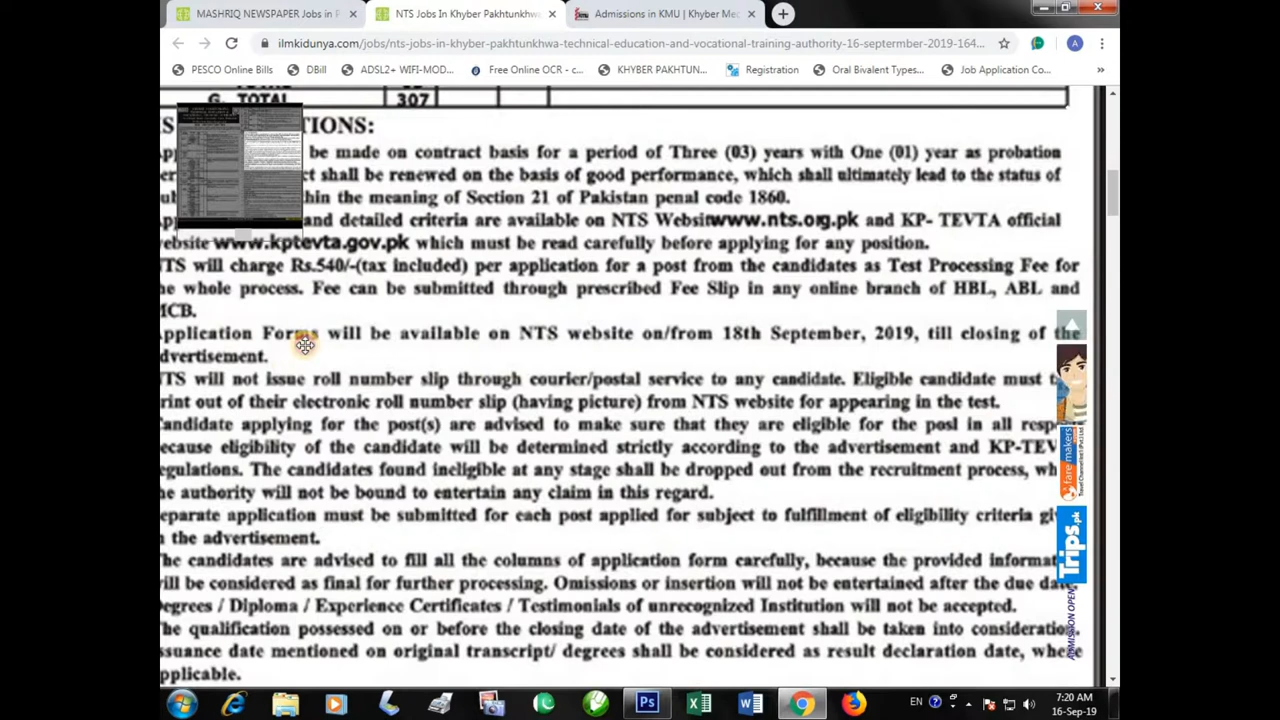 MASHRIQ NEWSPAPER Jobs in P
NTS Jobs In Khyber Pakhtunkhwa
Admissions in KMU | Khyber Med
ilmkidunya.com/jobs/nts-jobs-in-khyber-pakhtunkhwa-technical-education-and-vocational-training-authority-16-septermber-2019-164...
A
PESCO Online Bills
DBill
ADSL2+ WIFI-MOD...
Free Online OCR - c...
KHYBER PAKHTUN...
Registration
Oral Bivalent Types...
Job Application Co...
»
G. TOTAL 307
TIONS:
be made on contract basis for a period of Three (03) years with One (01) year as probation
ct shall be renewed on the basis of good performance, which shall ultimately lead to the status of
thin the meaning of Section 21 of Pakistan penal code 1860.
and detailed criteria are available on NTS Websit www.nts.org.pk and KP- TEVTA official
ebsite www.kptevta.gov.pk which must be read carefully before applying for any position.
TS will charge Rs.540/-(tax included) per application for a post from the candidates as Test Processing Fee for
he whole process. Fee can be submitted through prescribed Fee Slip in any online branch of HBL, ABL and
MCB.
pplication Forms will be available on NTS website on/from 18th September, 2019, till closing of the
dvertisement.
TS will not issue roll number slip through courier/postal service to any candidate. Eligible candidate must t
rint out of their electronic roll number slip (having picture) from NTS website for appearing in the test.
andidate applying for the post(s) are advised to make sure that they are eligible for the post in all resp
ecause eligibility of the candidate will be determined strictly according to the advertisement and KP-TEV
egulations. The candidates found ineligible at any stage shall be dropped out from the recruitment process, wh
he authority will not be bound to entertain any claim in this regard.
eparate application must be submitted for each post applied for subject to fulfillment of eligibility criteria gi
n the advertisement.
he candidates are advised to fill all the columns of application form carefully, because the provided informat
ill be considered as final for further processing. Omissions or insertion will not be entertained after the due date.
egrees / Diploma / Experience Certificates / Testimonials of unrecognized Institution will not be accepted.
he qualification possessed on or before the closing date of the advertisement shall be taken into consideration.
ssuance date mentioned on original transcript/ degrees shall be considered as result declaration date, where
pplicable.
faremakers
Trips.pk
ADMISSION OPEN
Ps
EN
7:20 AM
16-Sep-19